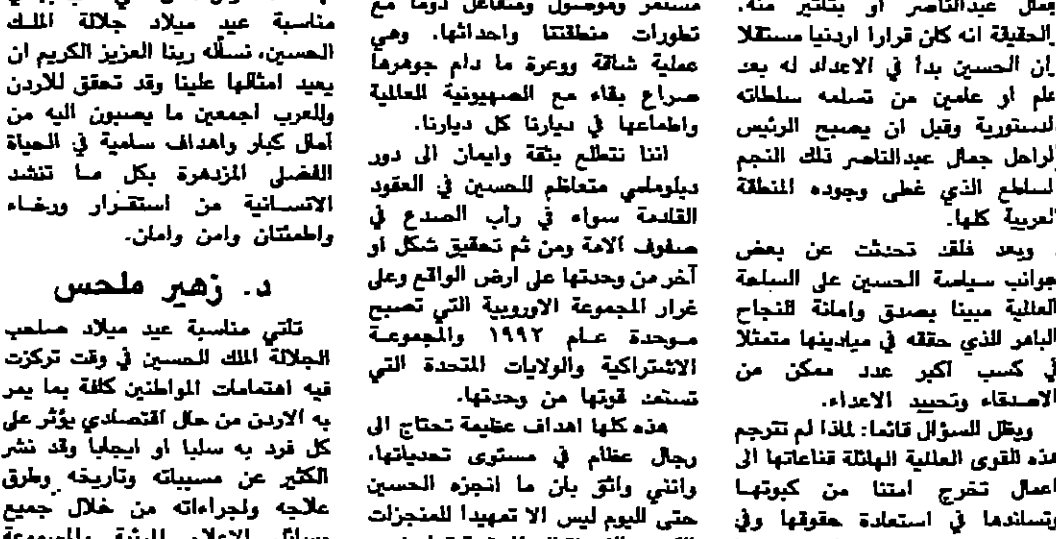 بفعل عبدالناصر او بتأثير منه.
والحقيقة انه كان قرارا اردنيا مستقلا
وان الحسين بدأ في الاعداد له بعد
عام او عامين من تسلمه سلطاته
الدستورية وقبل ان يصبح الرئيس
الراحل جمال عبدالناصر ذلك النجم
الساطع الذي غطى وجوده المنطقة
العربية كلها.
وبعد فلقد تحدثت عن بعض
جوانب سياسة الحسين على الساحة
العالمية مبينا بصدق وامانة للنجاح
الباهر الذي حققه في ميادينها متمثلا
في كسب اكبر عدد ممكن من
الاصدقاء وتحييد الاعداء.
ويظل السؤال قائما: لماذا لم تترجم
هذه القوى العالمية الهائلة قناعاتها الى
اعمال تخرج امتنا من كبوتها
وتساندها في استعادة حقوقها وفي
مستمر وموصول ومتفاعل دوما مع
تطورات منطقتنا واحداثها. وهي
عملية شاقة ووعرة ما دام جوهرها
صراع بقاء مع الصهيونية العالمية
واطماعها في ديارنا كل ديارنا.
اننا نتطلع بثقة وايمان الى دور
دبلوماسي متعاظم للحسين في العقود
القادمة سواء في رأب الصدع في
صفوف الامة ومن ثم تحقيق شكل او
آخر من وحدتها على ارض الواقع وعلى
غرار المجموعة الاوروبية التي تصبح
موحدة عام ١٩٩٢ والمجموعة
الاشتراكية والولايات المتحدة التي
تستمد قوتها من وحدتها.
هذه كلها اهداف عظيمة تحتاج الى
رجال عظام في مستوى تحدياتها،
وانني واثق بان ما انجزه الحسين
حتى اليوم ليس الا تمهيدا للمنجزات
مناسبة عيد ميلاد جلالة الملك
الحسين، نسأله ربنا العزيز الكريم ان
يعيد امثالها علينا وقد تحقق للاردن
وللعرب اجمعين ما يصبون اليه من
آمال كبار واهداف سامية في الحياة
الفضلى المزدهرة بكل ما تنشد
الانسانية من استقرار ورخاء
واطمئنان وامن وامان.
د. زهير ملحس
تأتي مناسبة عيد ميلاد صاحب
الجلالة الملك الحسين في وقت تركزت
فيه اهتمامات المواطنين كافة بما يمر
به الاردن من حال اقتصادي يؤثر على
كل فرد به سلبا او ايجابا وقد نشر
الكثير عن مسبباته وتاريخه وطرق
علاجه واجراءاته من خلال جميع
وسائل الاعلام المرئية والمسموعة